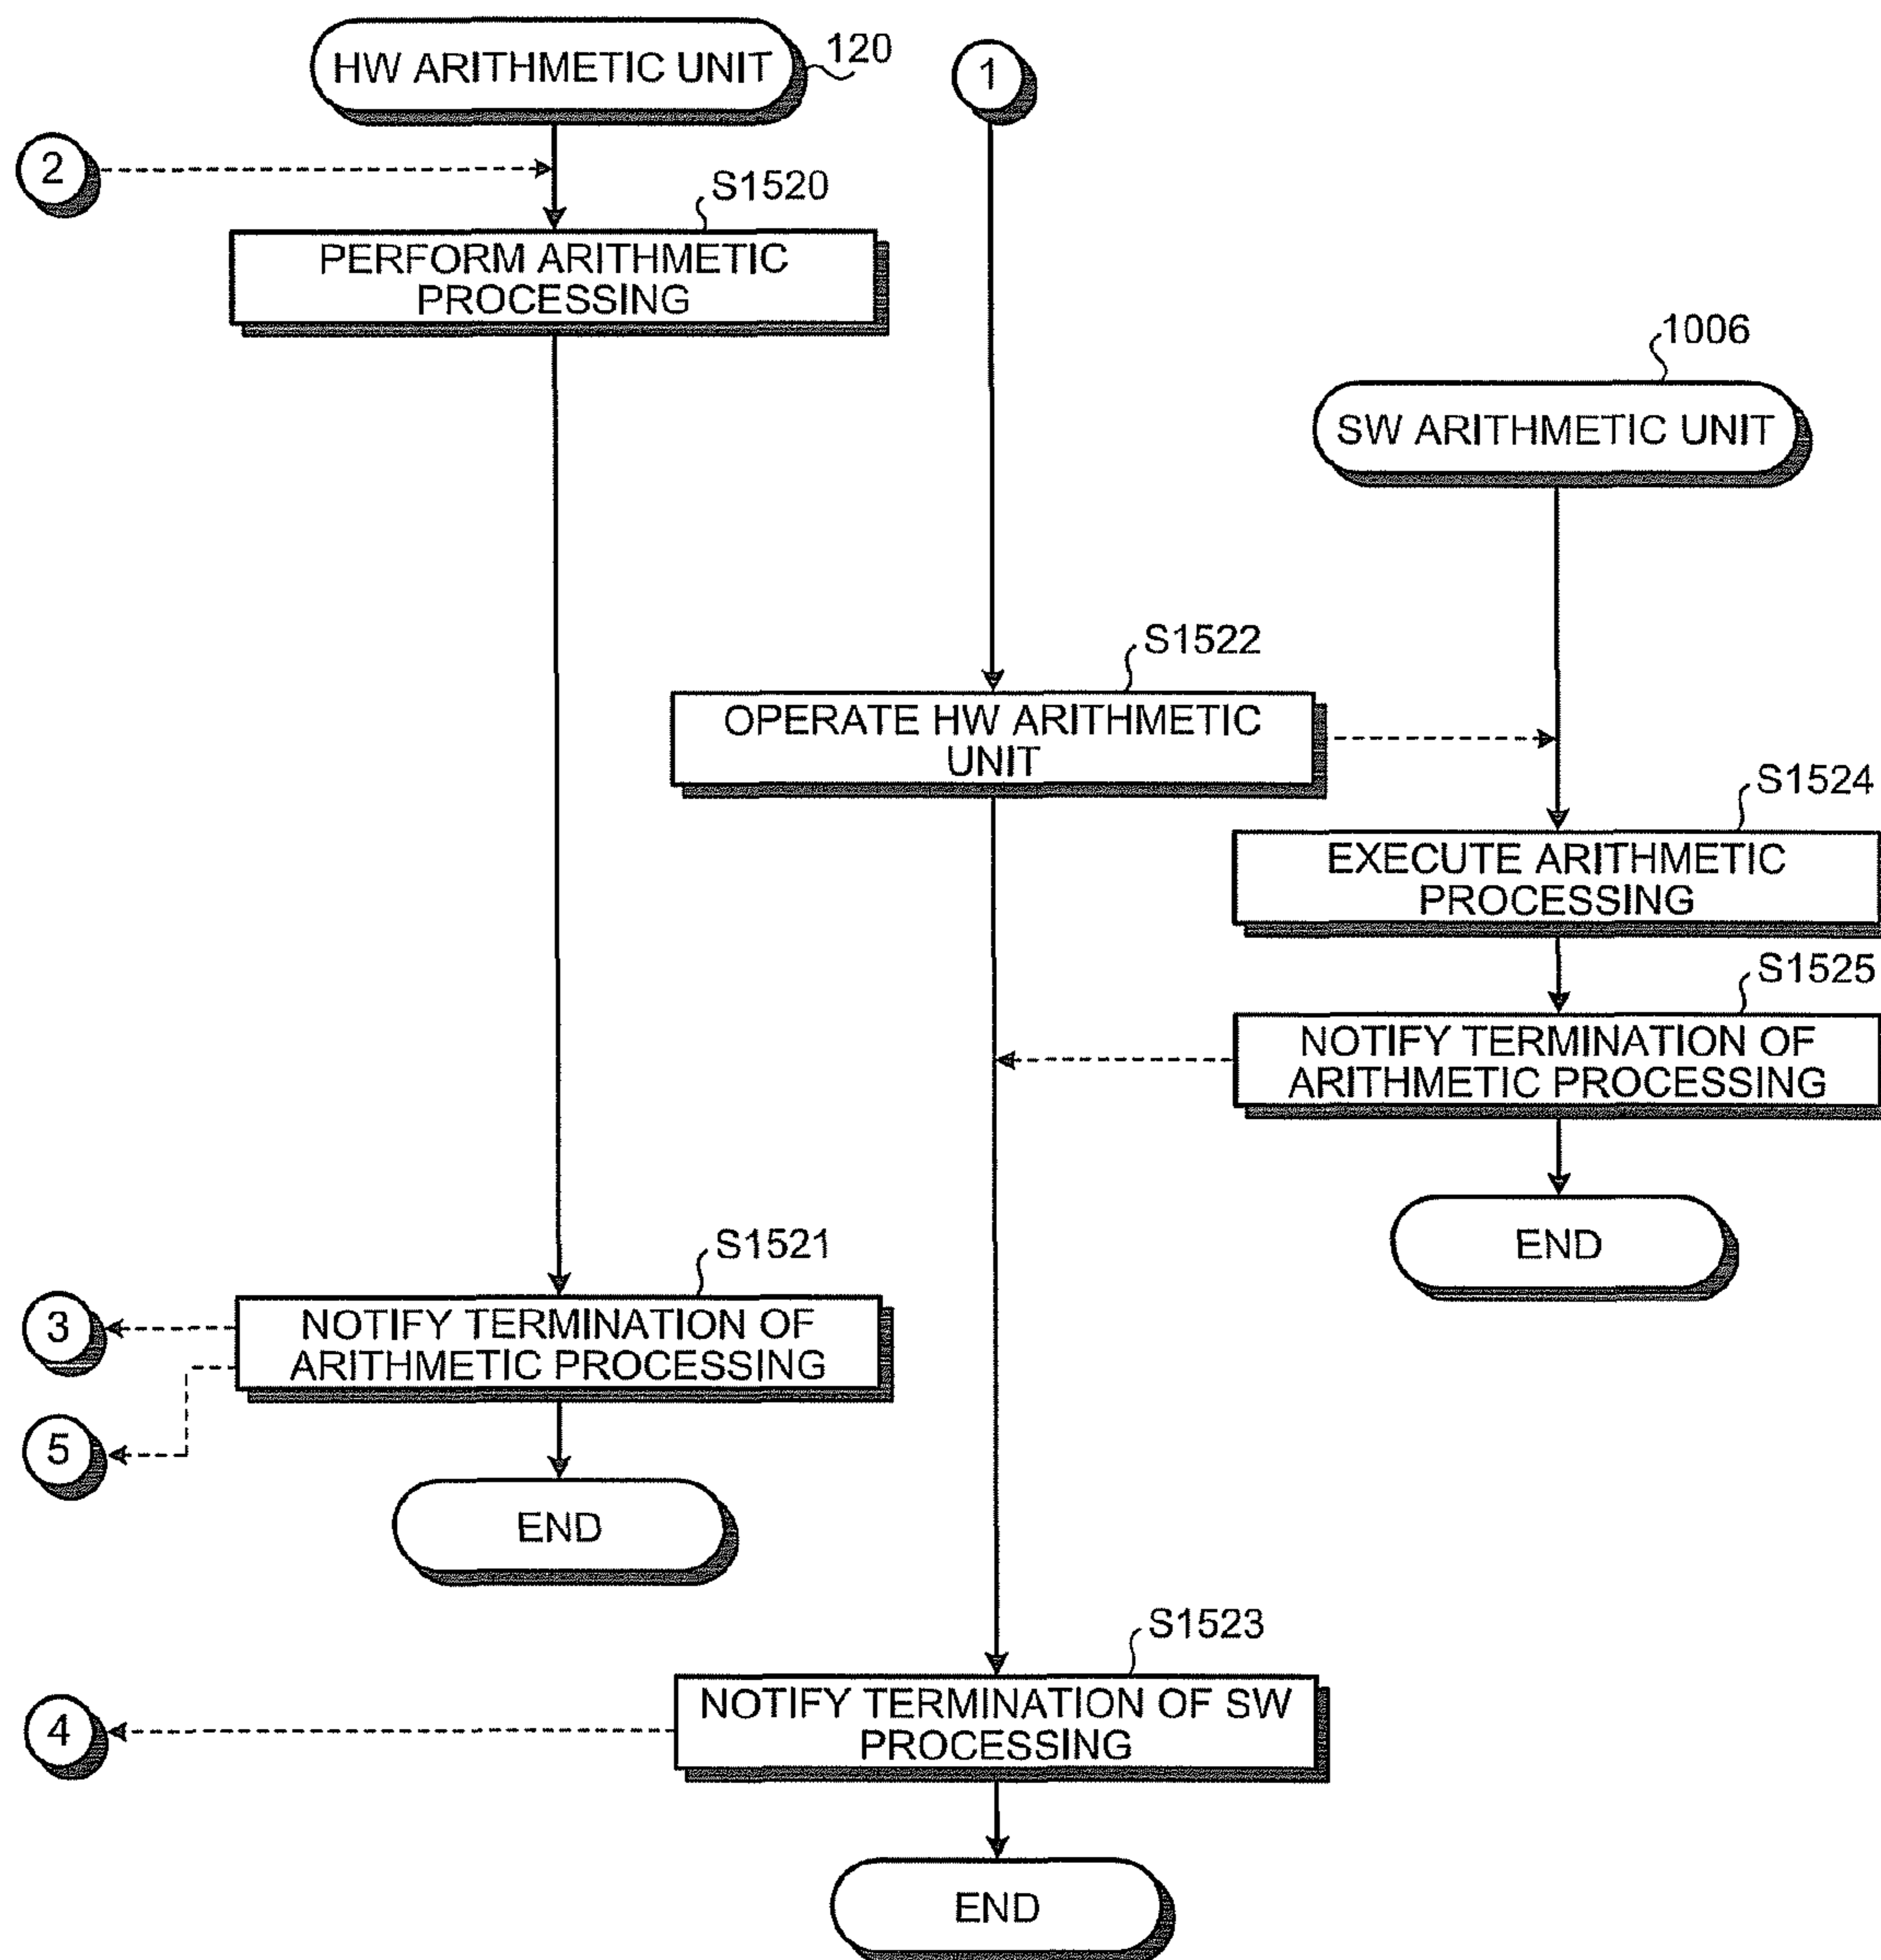 HW ARITHMETIC UNIT
120
1
2
S1520
PERFORM ARITHMETIC
PROCESSING
1006
SW ARITHMETIC UNIT
S1522
OPERATE HW ARITHMETIC
UNIT
S1524
EXECUTE ARITHMETIC
PROCESSING
S1525
NOTIFY TERMINATION OF
ARITHMETIC PROCESSING
END
S1521
NOTIFY TERMINATION OF
ARITHMETIC PROCESSING
3
5
END
S1523
NOTIFY TERMINATION OF SW
PROCESSING
4
END